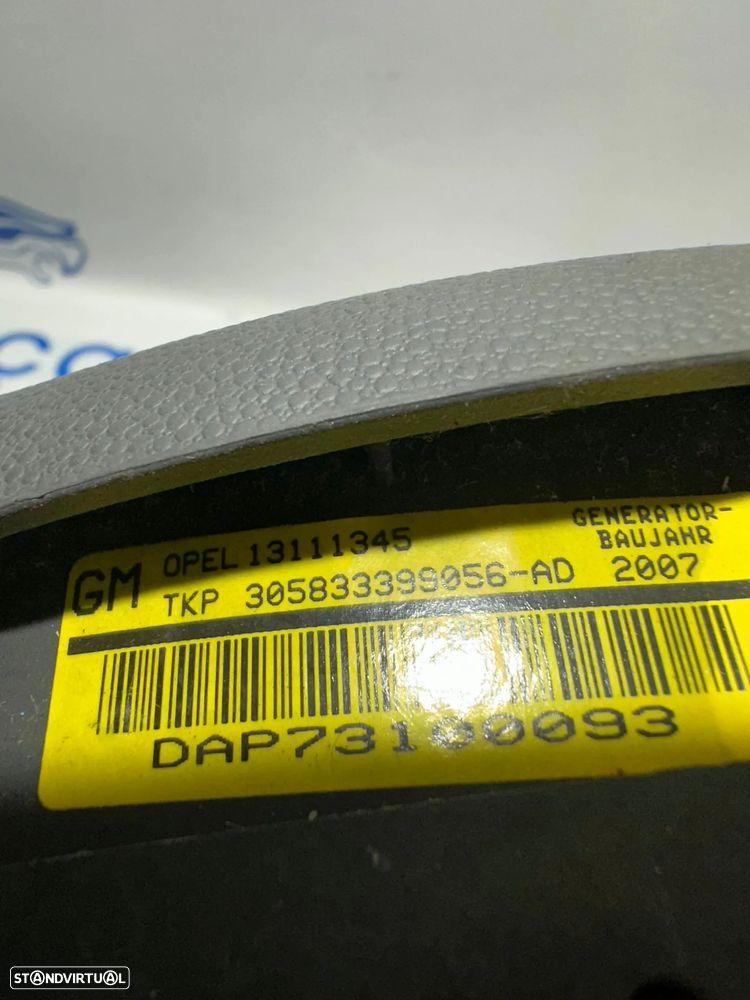 GM OPEL 13111345 GENERATOR-
BAUJAHR
TKP 305833399056-AD 2007
DAP73100093
STANDVIRTUAL